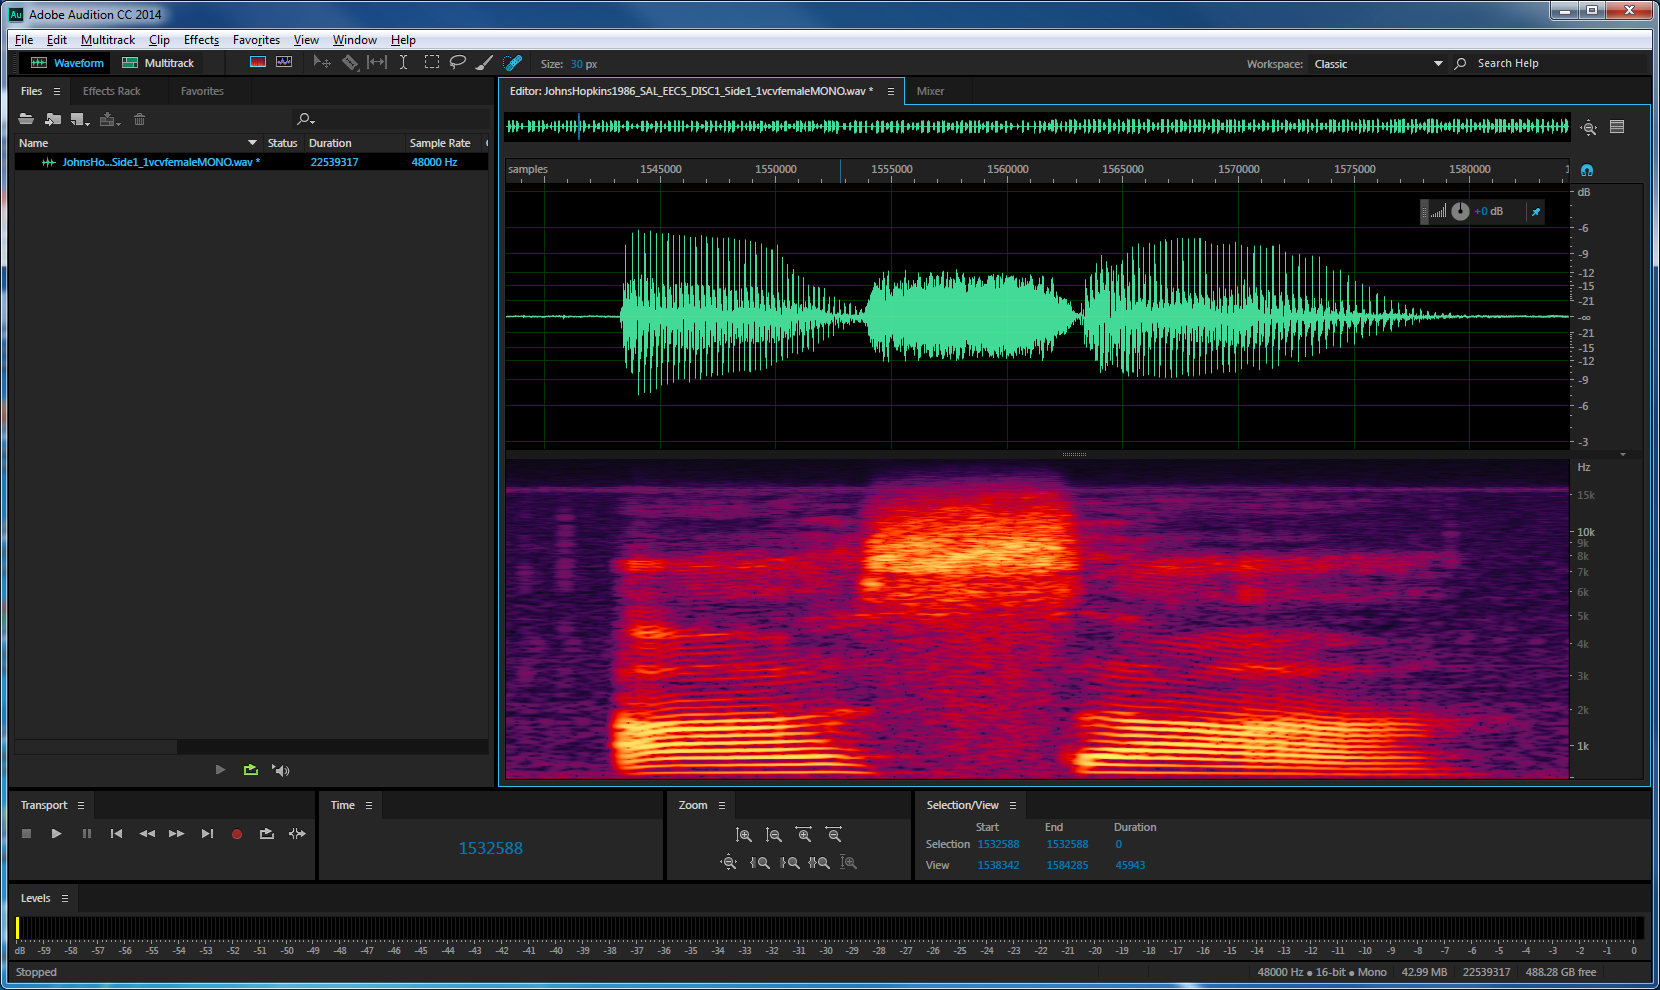 Adobe Audition CC 2014
File Edit Multitrack Clip Effects Favorites View Window Help
Waveform Multitrack Size: 30 px Workspace: Classic Search Help
Files Effects Rack Favorites
Editor: JohnsHopkins1986_SAL_EECS_DISC1_Side1_1vcvfemaleMONO.wav * Mixer
Name Status Duration Sample Rate
JohnsHo...Side1_1vcvfemaleMONO.wav * 22539317 48000 Hz
samples 1545000 1550000 1555000 1560000 1565000 1570000 1575000 1580000
dB
+0 dB
-6
-9
-12
-15
-21
-∞
-21
-15
-12
-9
-6
-3
Hz
15k
10k
9k
8k
7k
6k
5k
4k
3k
2k
1k
Transport Time Zoom Selection/View
Start End Duration
Selection 1532588 1532588 0
View 1538342 1584285 45943
1532588
Levels
dB -59 -58 -57 -56 -55 -54 -53 -52 -51 -50 -49 -48 -47 -46 -45 -44 -43 -42 -41 -40 -39 -38 -37 -36 -35 -34 -33 -32 -31 -30 -29 -28 -27 -26 -25 -24 -23 -22 -21 -20 -19 -18 -17 -16 -15 -14 -13 -12 -11 -10 -9 -8 -7 -6 -5 -4 -3 -2 -1 0
Stopped 48000 Hz ● 16-bit ● Mono 42.99 MB 22539317 488.28 GB free